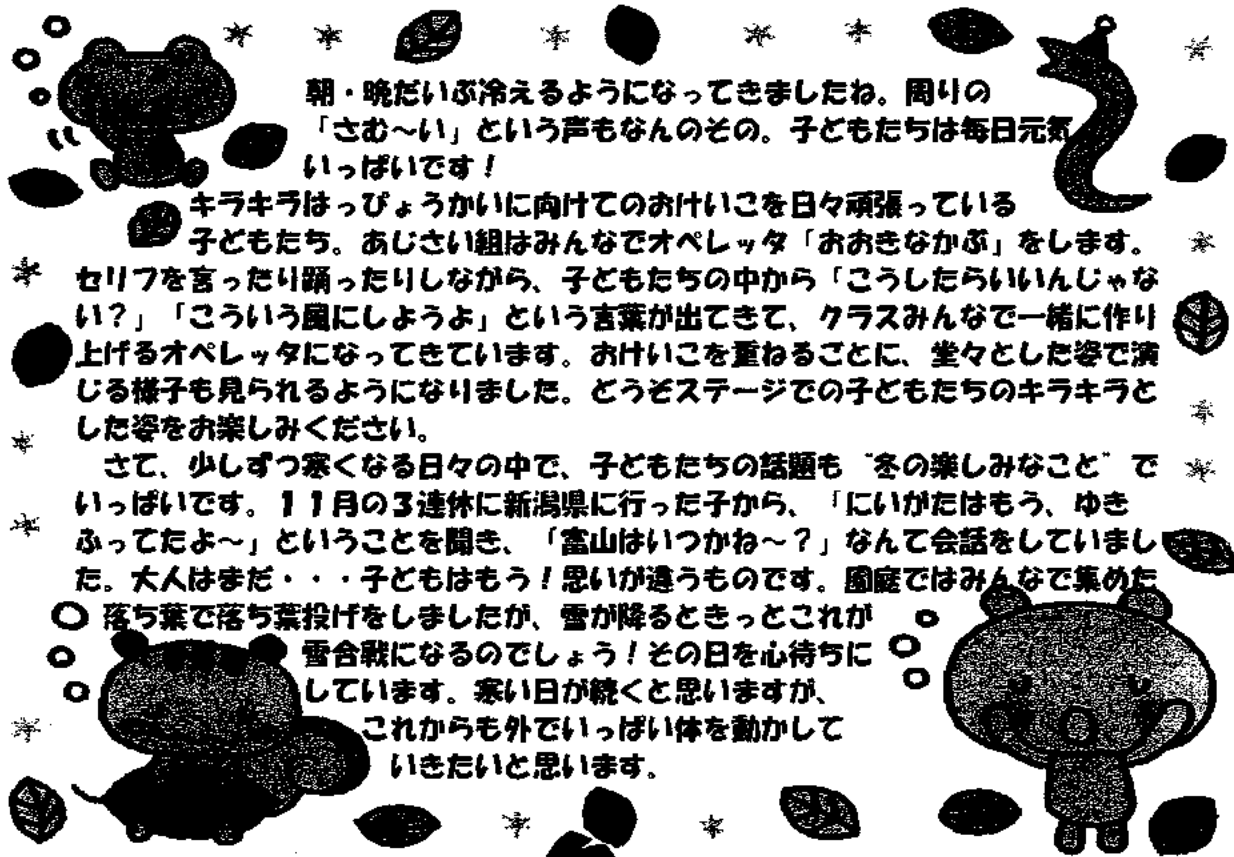 朝・晩だいぶ冷えるようになってきましたね。周りの
「さむ～い」という声もなんのその。子どもたちは毎日元気
いっぱいです！
キラキラはっぴょうかいに向けてのおけいこを日々頑張っている
子どもたち。あじさい組はみんなでオペレッタ「おおきなかぶ」をします。
セリフを言ったり踊ったりしながら、子どもたちの中から「こうしたらいいんじゃな
い？」「こういう風にしようよ」という言葉が出てきて、クラスみんなで一緒に作り
上げるオペレッタになってきています。おけいこを重ねるごとに、堂々とした姿で演
じる様子も見られるようになりました。どうぞステージでの子どもたちのキラキラと
した姿をお楽しみください。
さて、少しずつ寒くなる日々の中で、子どもたちの話題も“冬の楽しみなこと”で
いっぱいです。１１月の３連休に新潟県に行った子から、「にいがたはもう、ゆき
ふってたよ～」ということを聞き、「富山はいつかね～？」なんて会話をしていまし
た。大人はまだ・・・子どもはもう！思いが違うものです。園庭ではみんなで集めた
落ち葉で落ち葉投げをしましたが、雪が降るときっとこれが
雪合戦になるのでしょう！その日を心待ちに
しています。寒い日が続くと思いますが、
これからも外でいっぱい体を動かして
いきたいと思います。